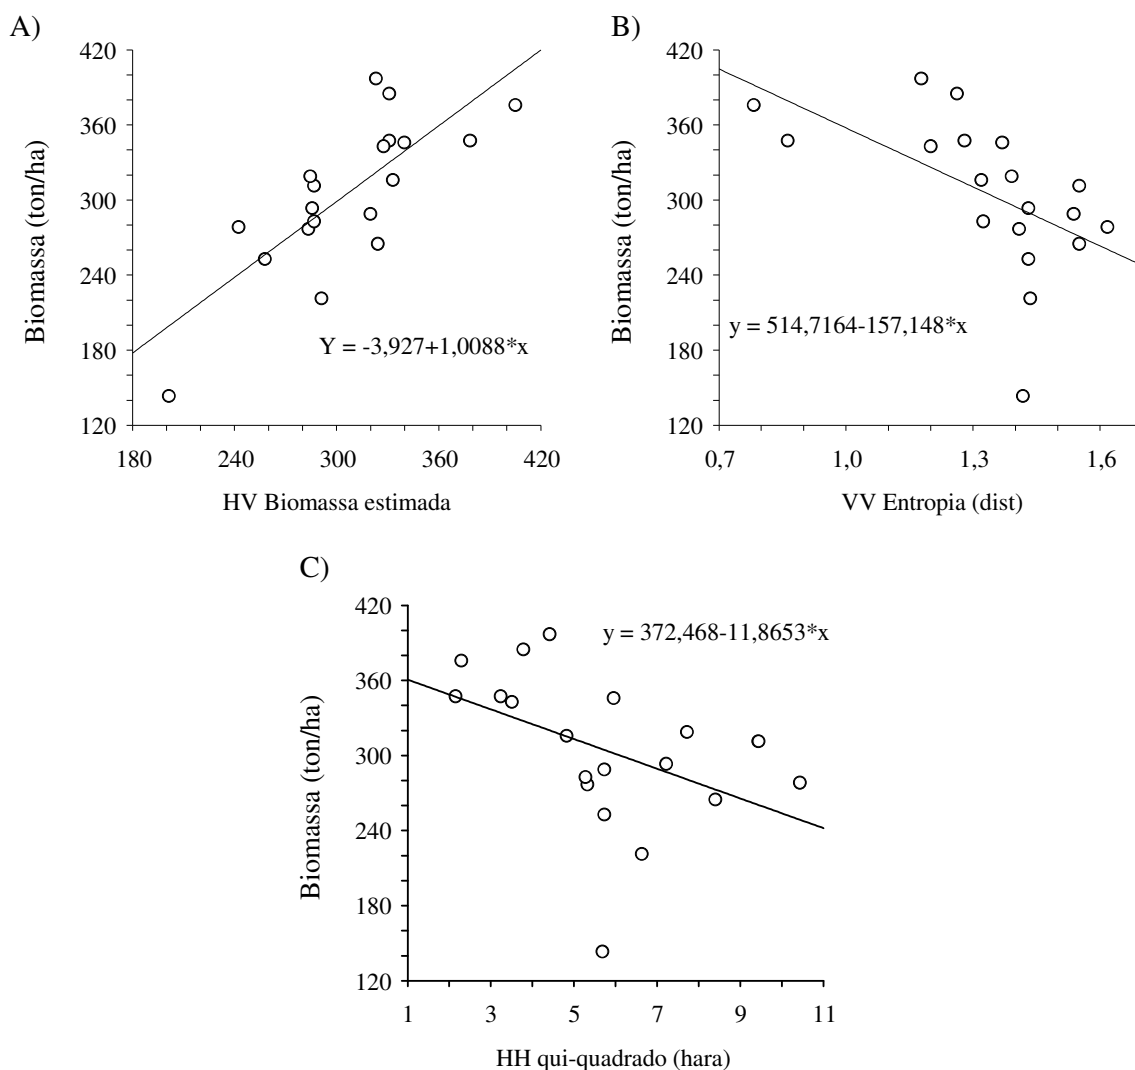 A)
420
360
300
240
180
120
Biomassa (ton/ha)
Y = -3,927+1,0088*x
180 240 300 360 420
HV Biomassa estimada
B)
420
360
300
240
180
120
Biomassa (ton/ha)
y = 514,7164-157,148*x
0,7 1,0 1,3 1,6
VV Entropia (dist)
C)
420
360
300
240
180
120
Biomassa (ton/ha)
y = 372,468-11,8653*x
1 3 5 7 9 11
HH qui-quadrado (hara)